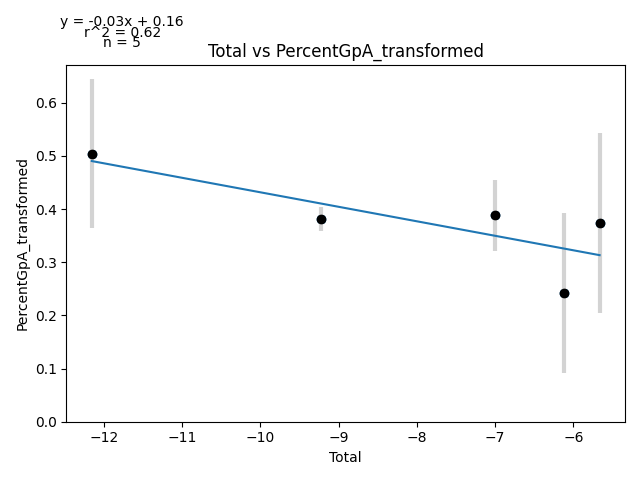 y = -0.03x + 0.16
r^2 = 0.62
n = 5
Total vs PercentGpA_transformed
PercentGpA_transformed
0.6
0.5
0.4
0.3
0.2
0.1
0.0
−12
−11
−10
−9
−8
−7
−6
Total